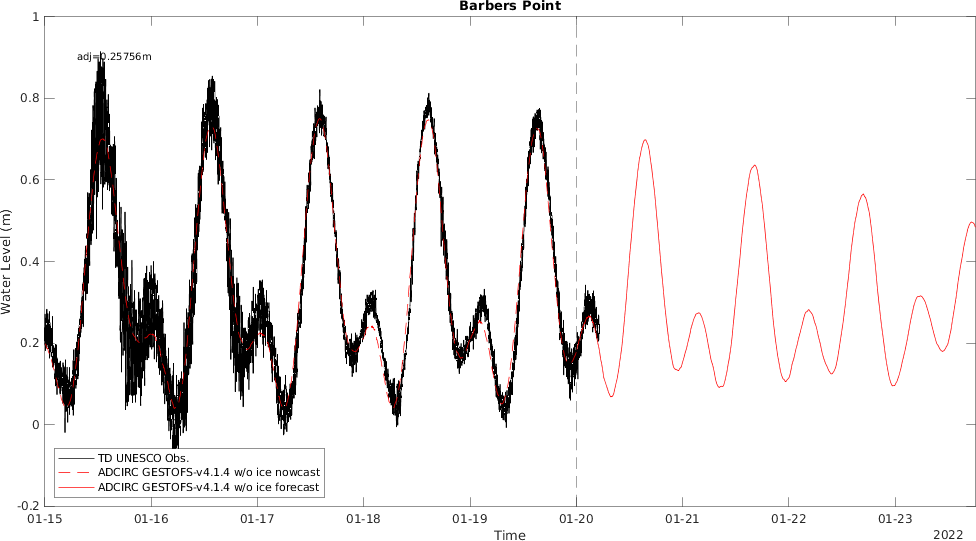 Barbers Point
adj=0.25756m
Water Level (m)
1
0.8
0.6
0.4
0.2
0
-0.2
TD UNESCO Obs.
ADCIRC GESTOFS-v4.1.4 w/o ice nowcast
ADCIRC GESTOFS-v4.1.4 w/o ice forecast
01-15 01-16 01-17 01-18 01-19 01-20 01-21 01-22 01-23
Time
2022